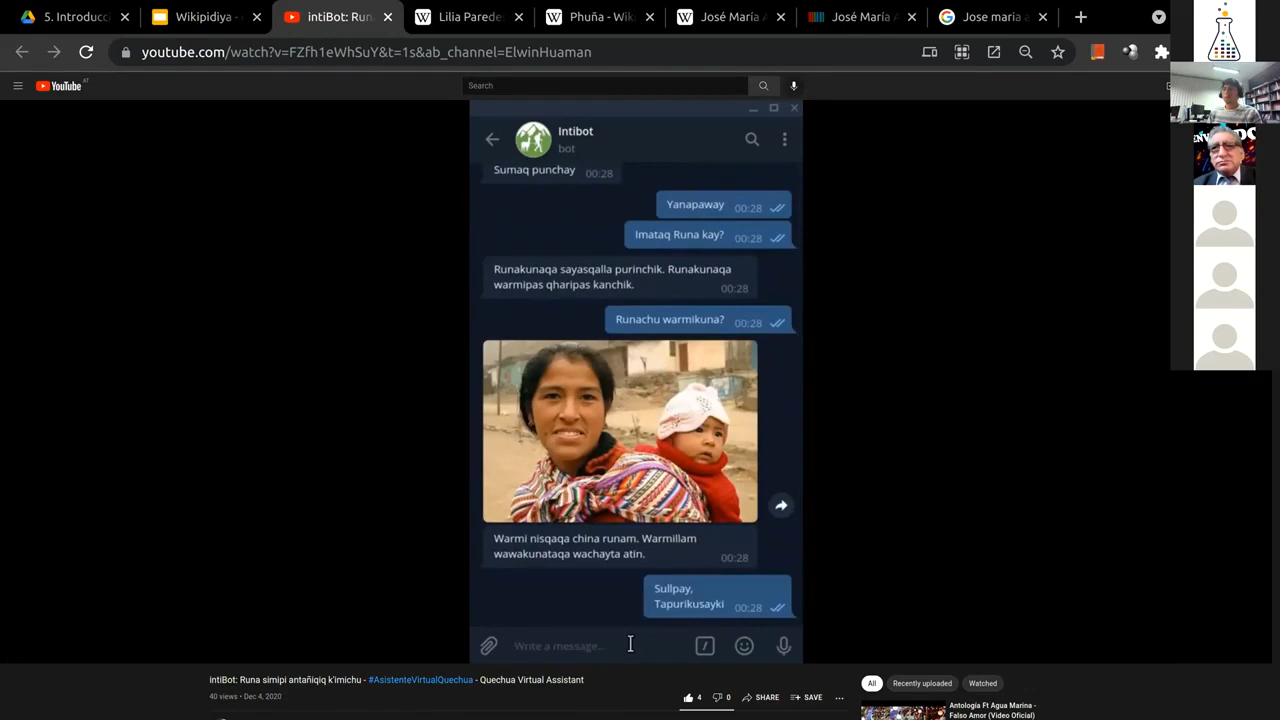 5. Introducci
Wikipidiya -
intiBot: Run
Lilia Parede
Phuña - Wiki
José María A
José María A
Jose maria a
youtube.com/watch?v=FZfh1eWhSuY&t=1s&ab_channel=ElwinHuaman
YouTube AT
Search
Intibot
bot
Sumaq punchay 00:28
Yanapaway 00:28
Imataq Runa kay? 00:28
Runakunaqa sayasqalla purinchik. Runakunaqa
warmipas qharipas kanchik.
00:28
Runachu warmikuna? 00:28
Warmi nisqaqa china runam. Warmillam
wawakunataqa wachayta atin.
00:28
Sullpay,
Tapurikusayki 00:28
Write a message...
intiBot: Runa simipi antañiqiq k'imichu - #AsistenteVirtualQuechua - Quechua Virtual Assistant
40 views • Dec 4, 2020
4 0 SHARE SAVE ...
All Recently uploaded Watched
Antología Ft Agua Marina -
Falso Amor (Video Oficial)